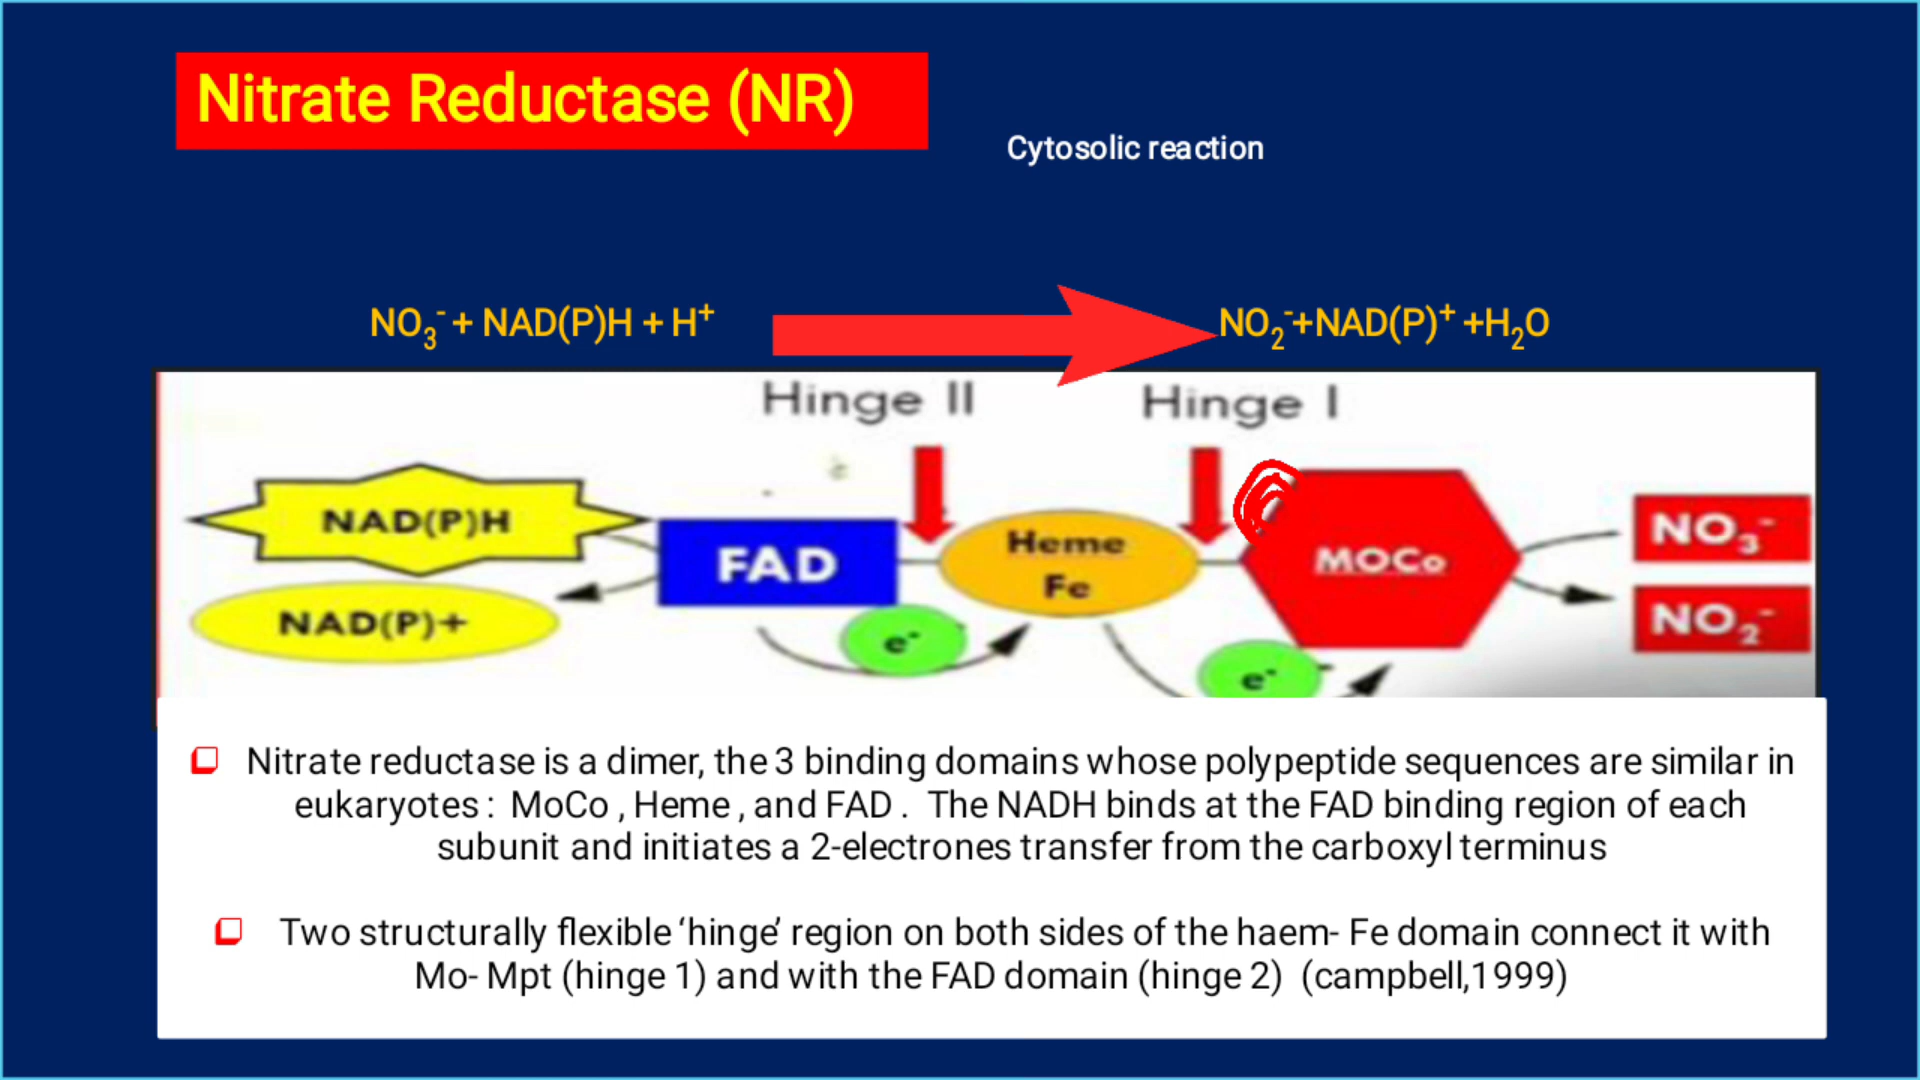 Nitrate Reductase (NR)
Cytosolic reaction
NO3- + NAD(P)H + H+
NO2-+NAD(P)+ +H2O
Hinge II
Hinge I
NAD(P)H
FAD
Heme
Fe
MOCo
NO3-
NAD(P)+
e-
e-
NO2-
Nitrate reductase is a dimer, the 3 binding domains whose polypeptide sequences are similar in
eukaryotes : MoCo , Heme , and FAD . The NADH binds at the FAD binding region of each
subunit and initiates a 2-electrones transfer from the carboxyl terminus
Two structurally flexible ‘hinge’ region on both sides of the haem- Fe domain connect it with
Mo- Mpt (hinge 1) and with the FAD domain (hinge 2) (campbell,1999)